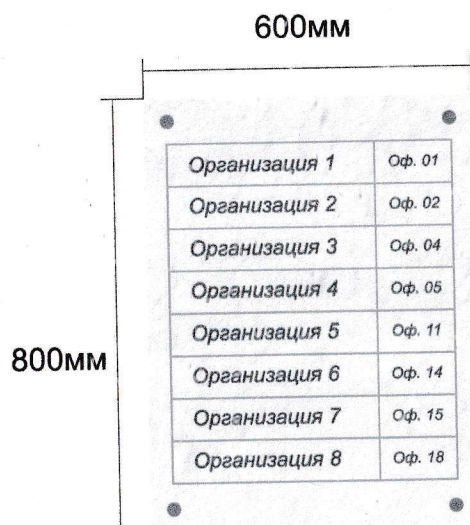 600мм
800мм
Организация 1 Оф. 01
Организация 2 Оф. 02
Организация 3 Оф. 04
Организация 4 Оф. 05
Организация 5 Оф. 11
Организация 6 Оф. 14
Организация 7 Оф. 15
Организация 8 Оф. 18